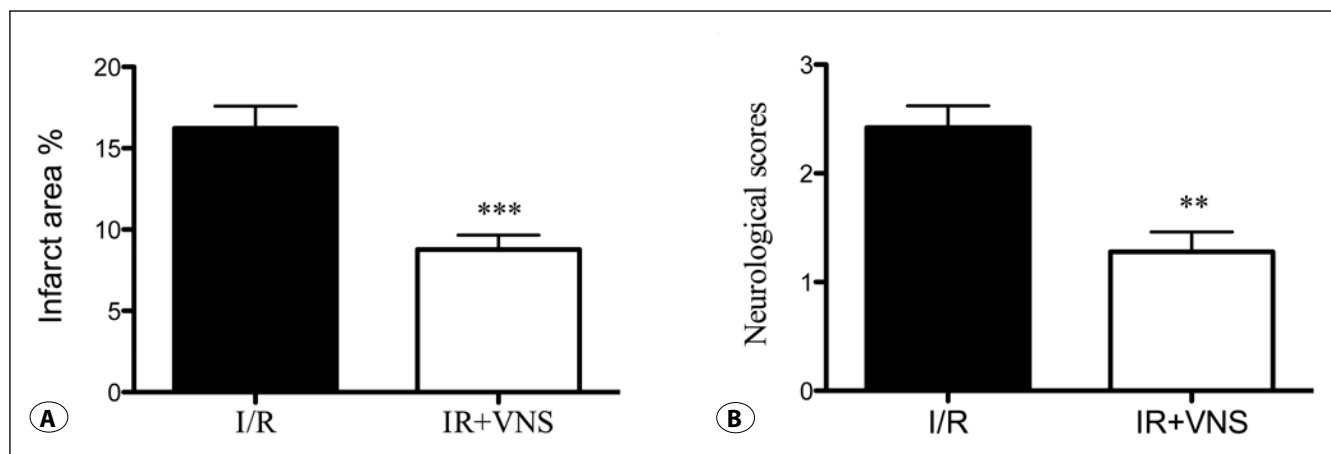 20
15
10
5
0
Infarct area %
***
I/R
IR+VNS
A
3
2
1
0
Neurological scores
**
I/R
IR+VNS
B